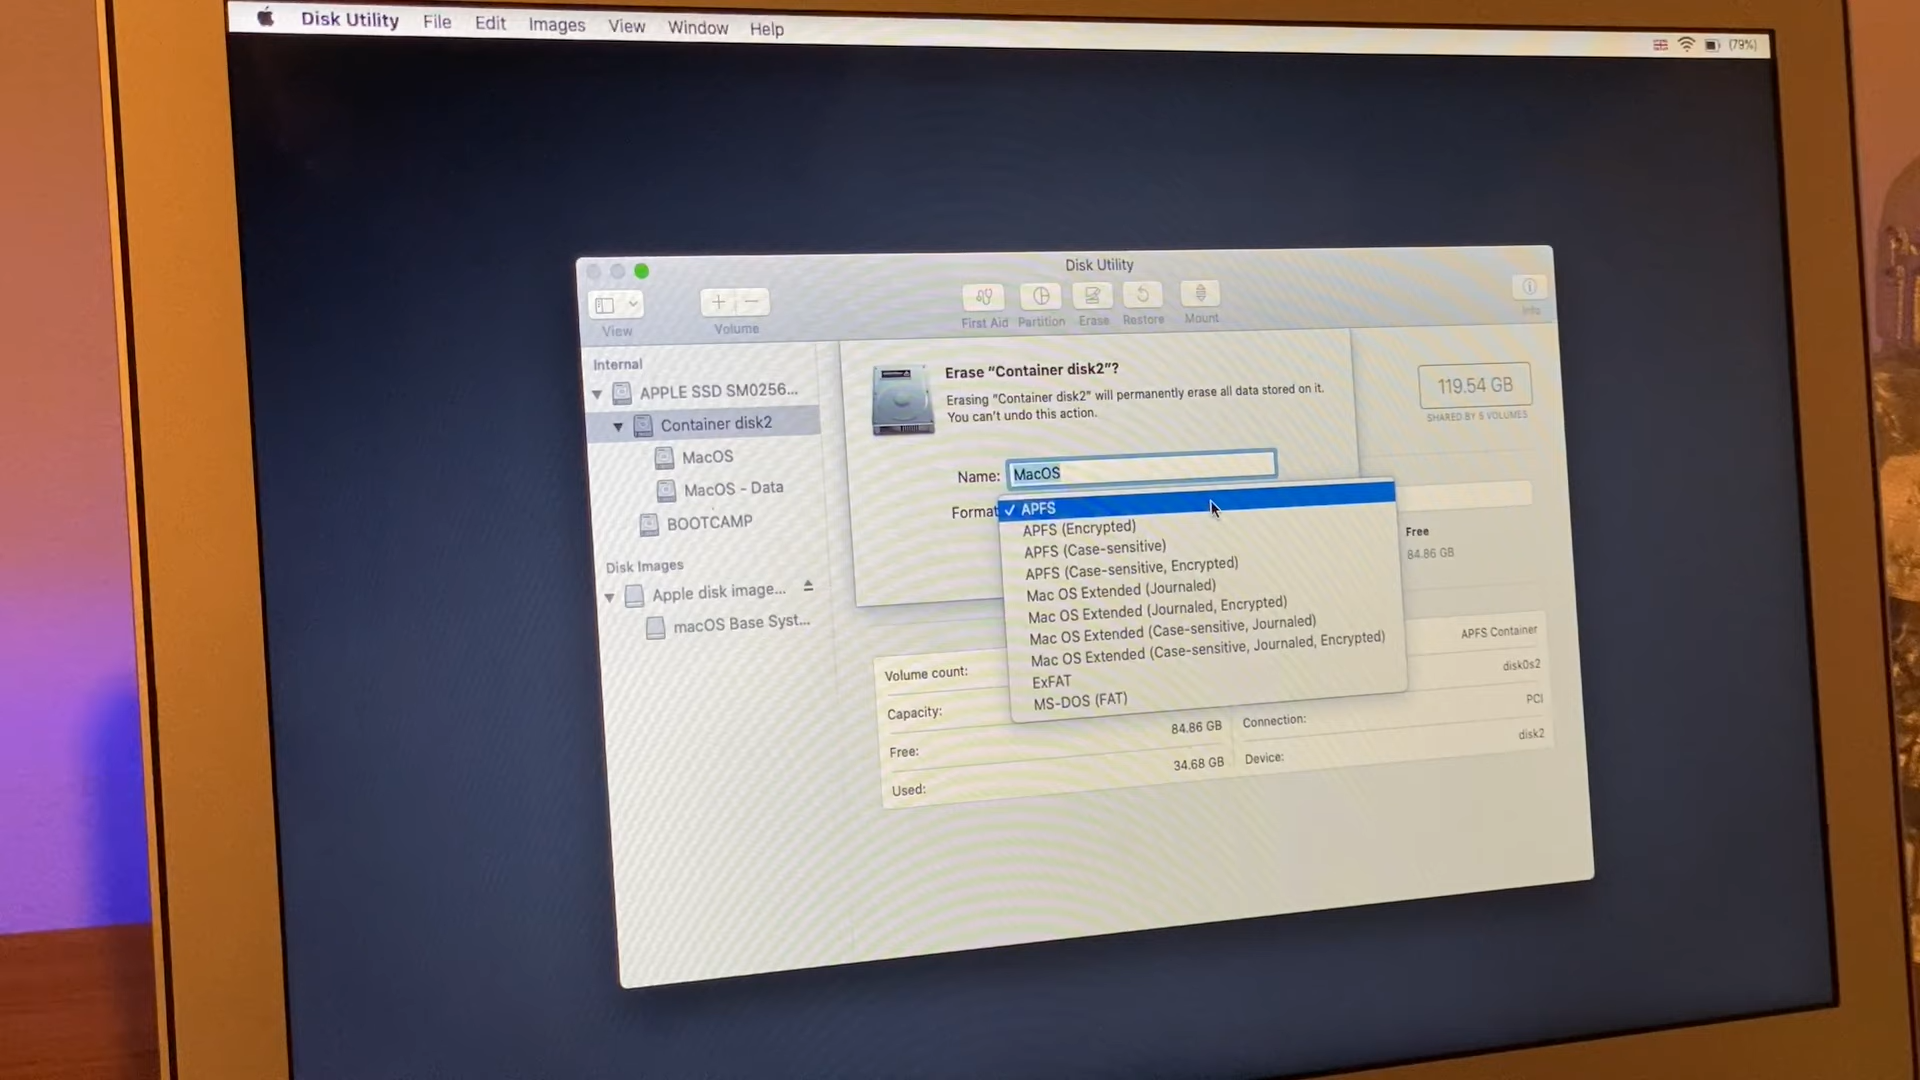 Disk Utility File Edit Images View Window Help
(79%)
Disk Utility
View
Volume
First Aid Partition Erase Restore Mount
Info
Internal
APPLE SSD SM0256...
Container disk2
MacOS
MacOS - Data
BOOTCAMP
Disk Images
Apple disk image...
macOS Base Syst...
Erase “Container disk2”?
Erasing “Container disk2” will permanently erase all data stored on it.
You can’t undo this action.
Name: MacOS
Format
✓ APFS
APFS (Encrypted)
APFS (Case-sensitive)
APFS (Case-sensitive, Encrypted)
Mac OS Extended (Journaled)
Mac OS Extended (Journaled, Encrypted)
Mac OS Extended (Case-sensitive, Journaled)
Mac OS Extended (Case-sensitive, Journaled, Encrypted)
ExFAT
MS-DOS (FAT)
119.54 GB
SHARED BY 5 VOLUMES
Free
84.86 GB
Volume count:
Capacity:
Free:
84.86 GB
Used:
34.68 GB
APFS Container
disk0s2
Connection:
PCI
Device:
disk2